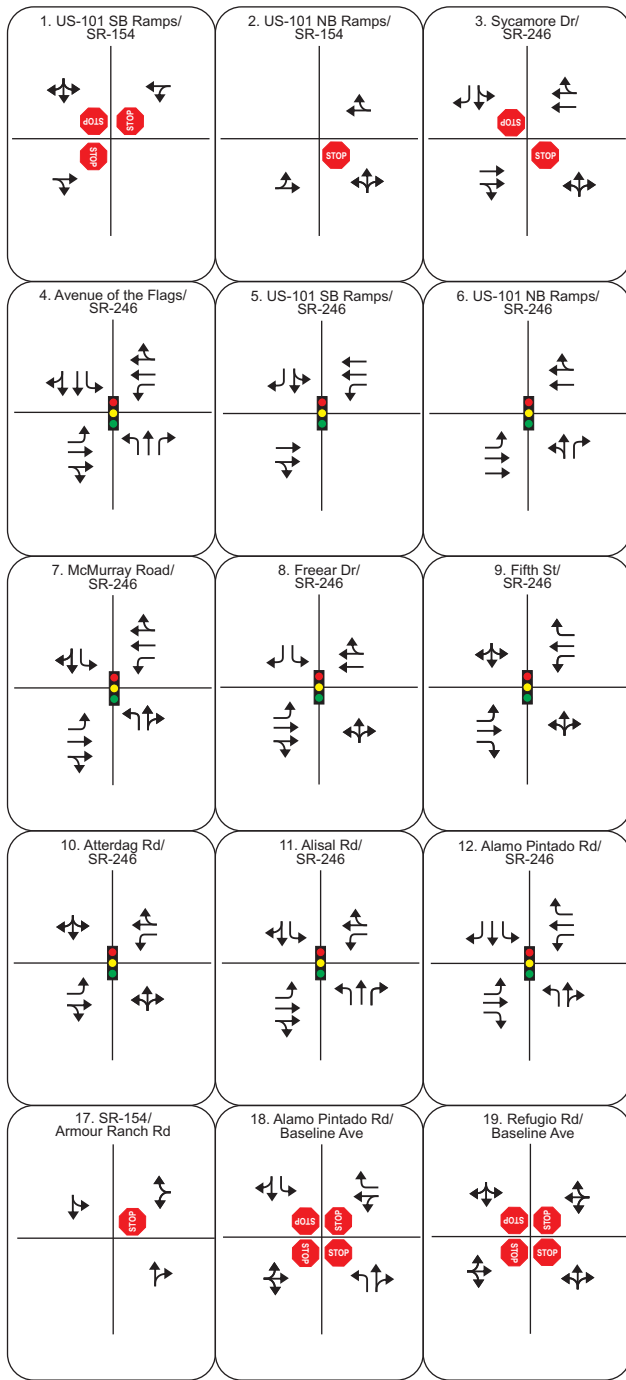 1. US-101 SB Ramps/
SR-154
STOP
STOP
STOP
2. US-101 NB Ramps/
SR-154
STOP
3. Sycamore Dr/
SR-246
STOP
STOP
4. Avenue of the Flags/
SR-246
5. US-101 SB Ramps/
SR-246
6. US-101 NB Ramps/
SR-246
7. McMurray Road/
SR-246
8. Freear Dr/
SR-246
9. Fifth St/
SR-246
10. Atterdag Rd/
SR-246
11. Alisal Rd/
SR-246
12. Alamo Pintado Rd/
SR-246
17. SR-154/
Armour Ranch Rd
STOP
18. Alamo Pintado Rd/
Baseline Ave
STOP
STOP
STOP
STOP
19. Refugio Rd/
Baseline Ave
STOP
STOP
STOP
STOP